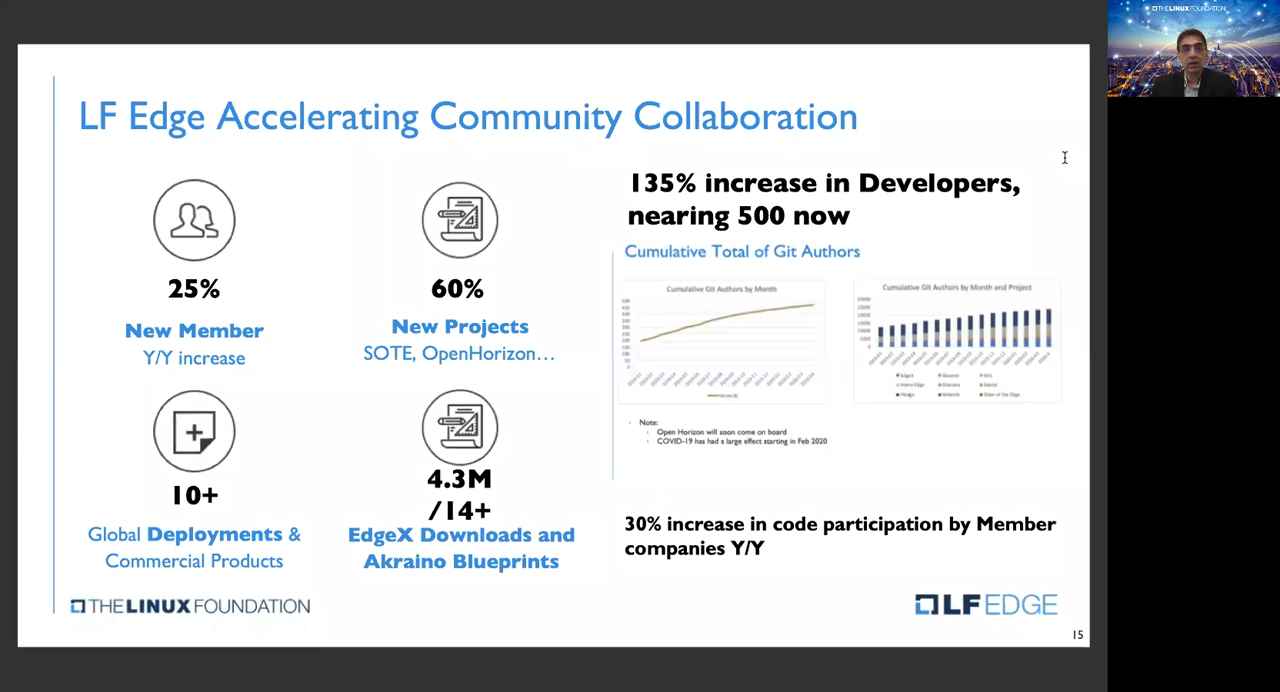 THE LINUX FOUNDATION
LF Edge Accelerating Community Collaboration
25%
New Member
Y/Y increase
60%
New Projects
SOTE, OpenHorizon…
10+
Global Deployments &
Commercial Products
4.3M
/14+
EdgeX Downloads and
Akraino Blueprints
135% increase in Developers,
nearing 500 now
Cumulative Total of Git Authors
Cumulative Git Authors by Month
Cumulative Git Authors by Month and Project
Note:
Open Horizon will soon come on board
COVID-19 has had a large effect starting in Feb 2020
30% increase in code participation by Member
companies Y/Y
THE LINUX FOUNDATION
LF EDGE
15